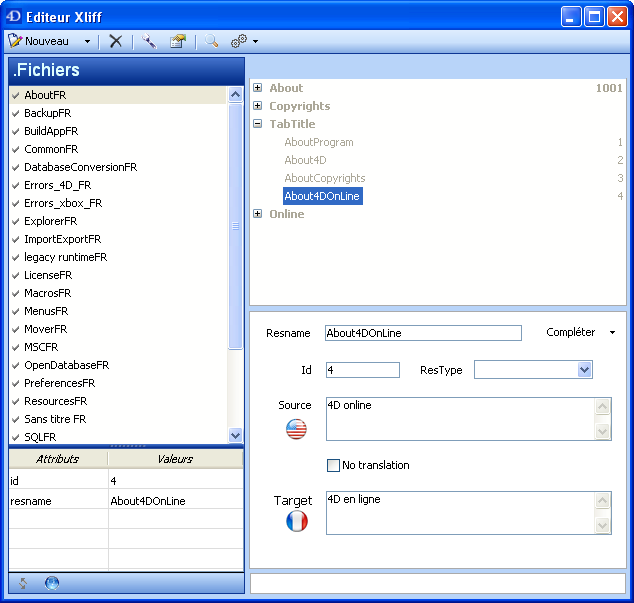 Editeur Xliff
Nouveau
.Fichiers
AboutFR
BackupFR
BuildAppFR
CommonFR
DatabaseConversionFR
Errors_4D_FR
Errors_xbox_FR
ExplorerFR
ImportExportFR
legacy runtimeFR
LicenseFR
MacrosFR
MenusFR
MoverFR
MSCFR
OpenDatabaseFR
PreferencesFR
ResourcesFR
Sans titre FR
SQLFR
Attributs Valeurs
id 4
resname About4DOnLine
About 1001
Copyrights
TabTitle
AboutProgram 1
About4D 2
AboutCopyrights 3
About4DOnLine 4
Online
Resname About4DOnLine Compléter
Id 4 ResType
Source 4D online
No translation
Target 4D en ligne